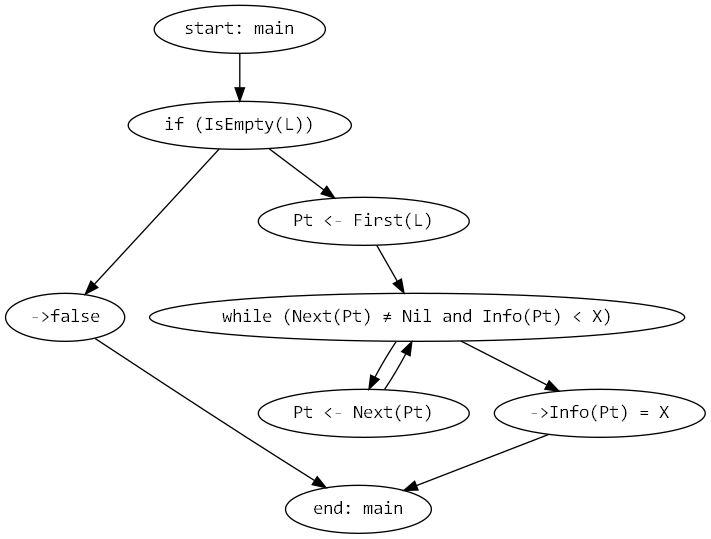 start: main
if (IsEmpty(L))
Pt <- First(L)
->false
while (Next(Pt) ≠ Nil and Info(Pt) < X)
Pt <- Next(Pt)
->Info(Pt) = X
end: main